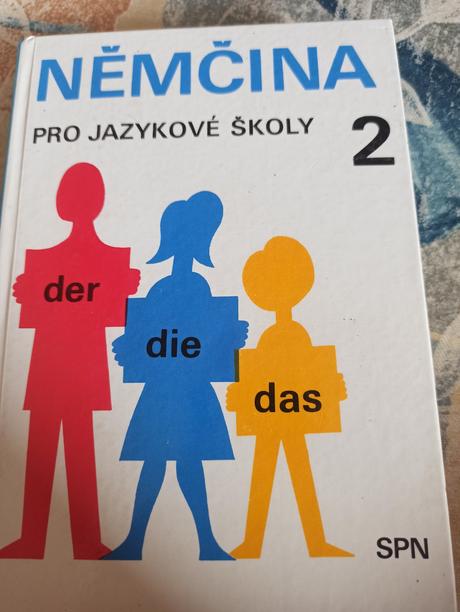 NĚMČINA
PRO JAZYKOVÉ ŠKOLY
2
der
die
das
SPN